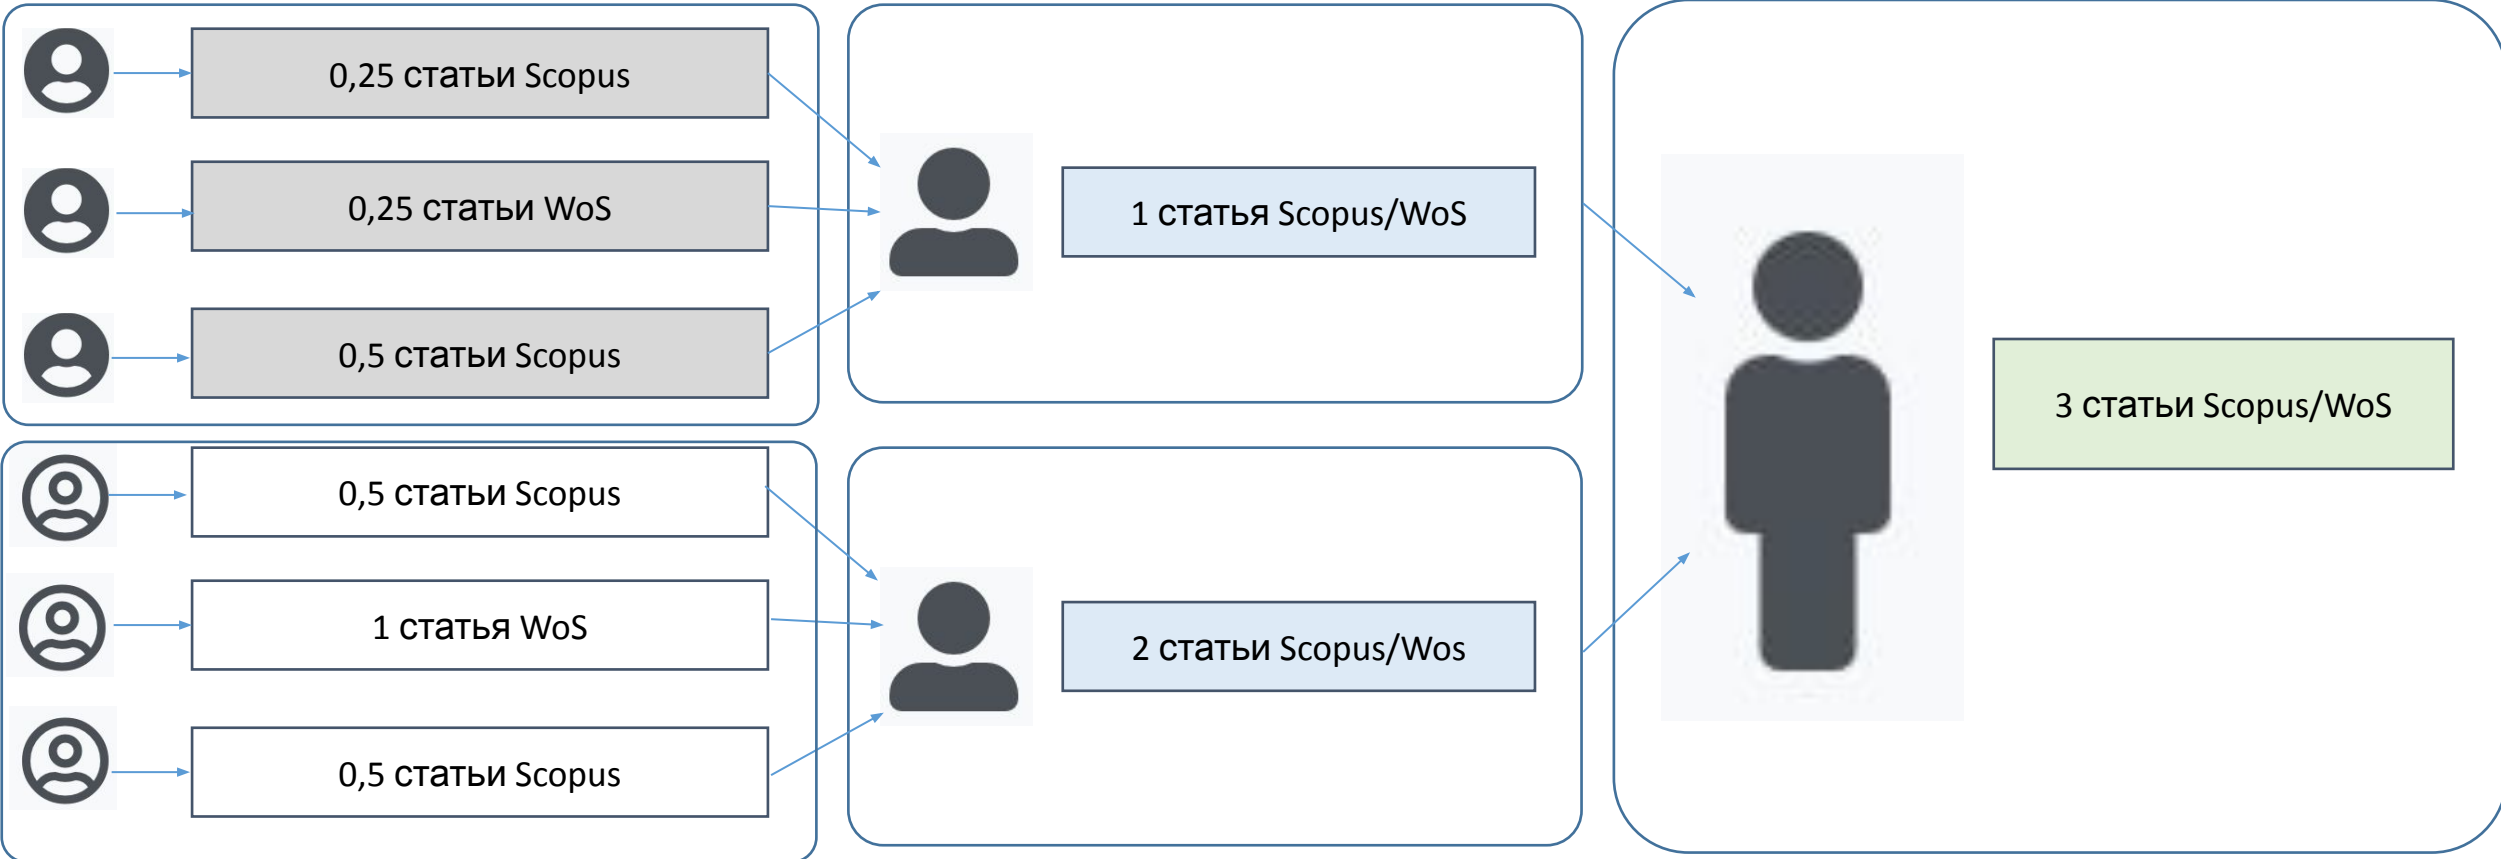 0,25 статьи Scopus
0,25 статьи WoS
0,5 статьи Scopus
1 статья Scopus/WoS
0,5 статьи Scopus
1 статья WoS
0,5 статьи Scopus
2 статьи Scopus/Wos
3 статьи Scopus/WoS